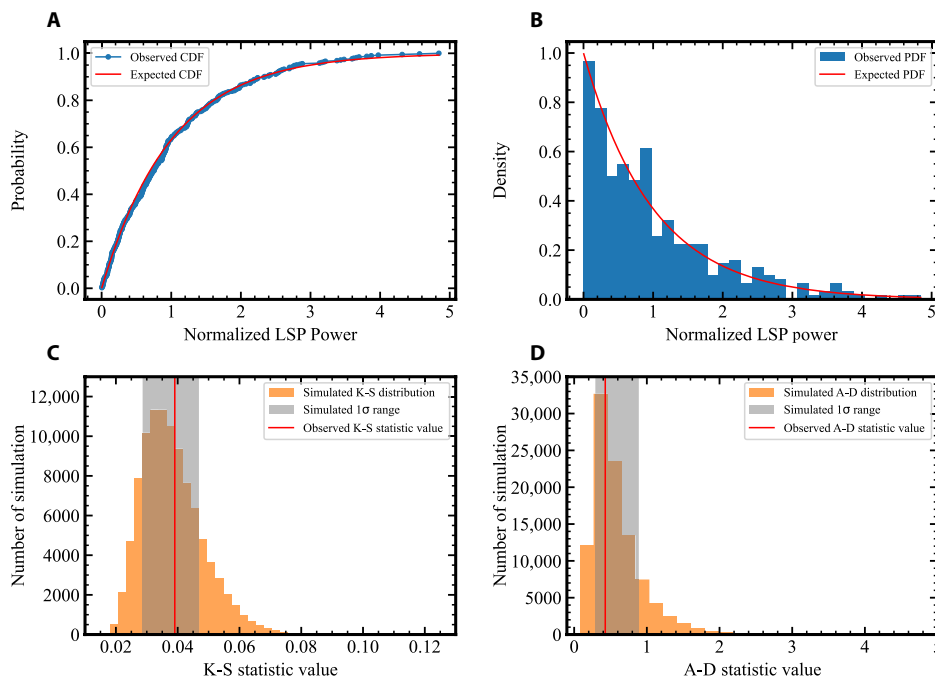 A
Probability
1.0
0.8
0.6
0.4
0.2
0.0
Observed CDF
Expected CDF
0
1
2
3
4
5
Normalized LSP Power
B
Density
1.0
0.8
0.6
0.4
0.2
0.0
Observed PDF
Expected PDF
0
1
2
3
4
5
Normalized LSP power
C
Number of simulation
12,000
10,000
8000
6000
4000
2000
0
Simulated K-S distribution
Simulated 1σ range
Observed K-S statistic value
0.02
0.04
0.06
0.08
0.10
0.12
K-S statistic value
D
Number of simulation
35,000
30,000
25,000
20,000
15,000
10,000
5000
0
Simulated A-D distribution
Simulated 1σ range
Observed A-D statistic value
0
1
2
3
4
5
A-D statistic value